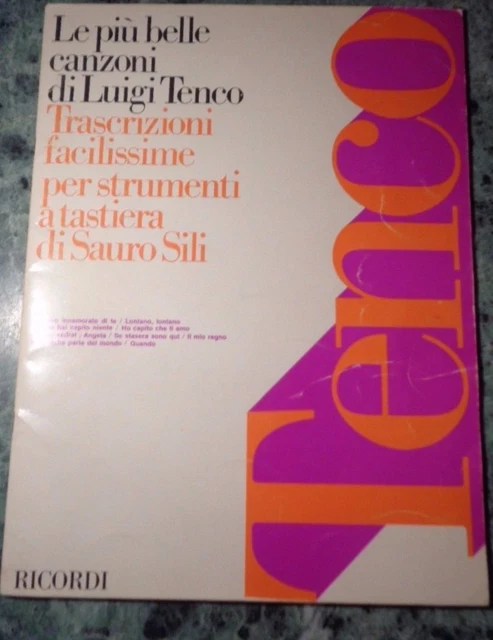 Le più belle
canzoni
di Luigi Tenco
Trascrizioni
facilissime
per strumenti
a tastiera
di Sauro Sili
innamorato di te / Lontano, lontano
hai capito niente / Ho capito che ti amo
Angela / Se stasera sono qui / Il mio regno
parte del mondo / Quando
Tenco
RICORDI